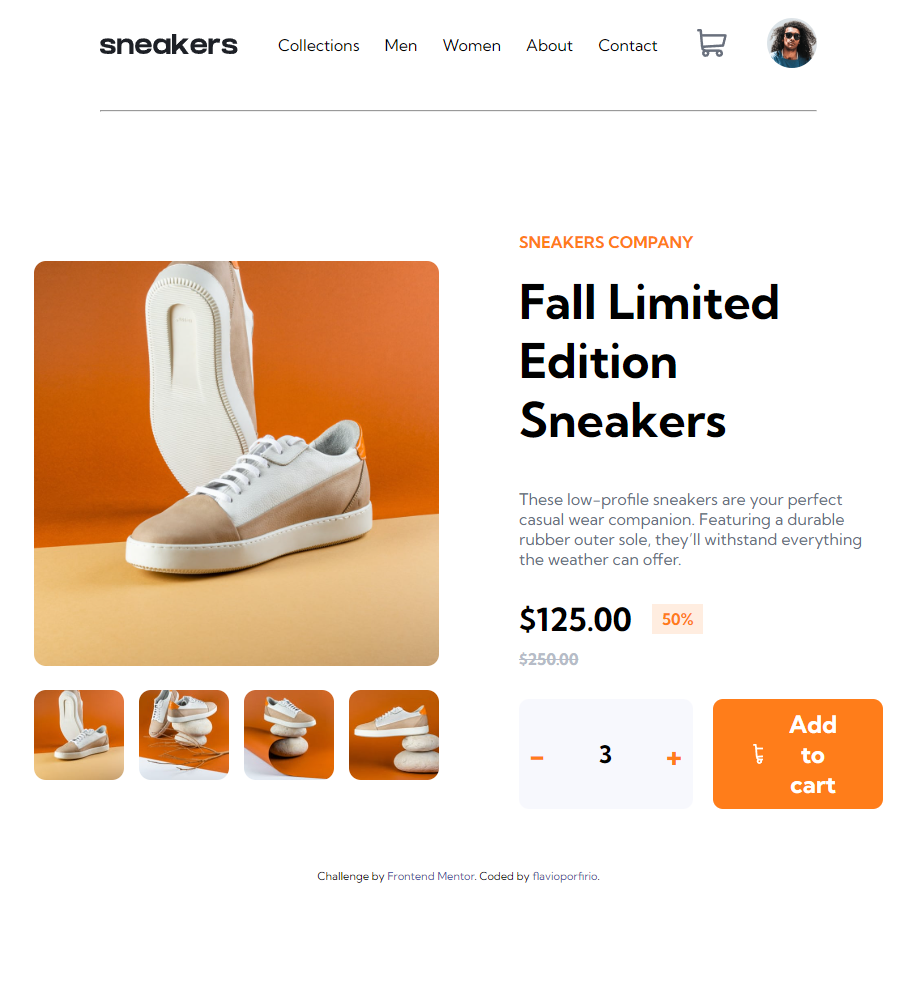 sneakers
Collections Men Women About Contact
SNEAKERS COMPANY
Fall Limited
Edition
Sneakers
These low-profile sneakers are your perfect
casual wear companion. Featuring a durable
rubber outer sole, they’ll withstand everything
the weather can offer.
$125.00 50%
$250.00
- 3 +
Add
to
cart
Challenge by Frontend Mentor. Coded by flavioporfirio.